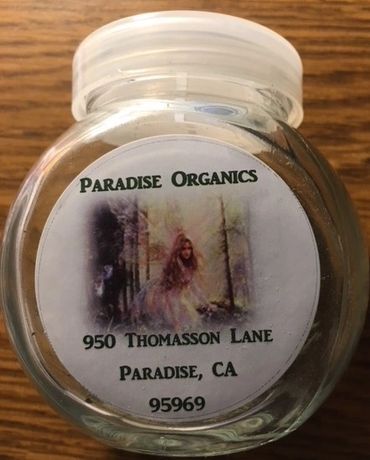 Paradise Organics
950 Thomasson Lane
Paradise, CA
95969